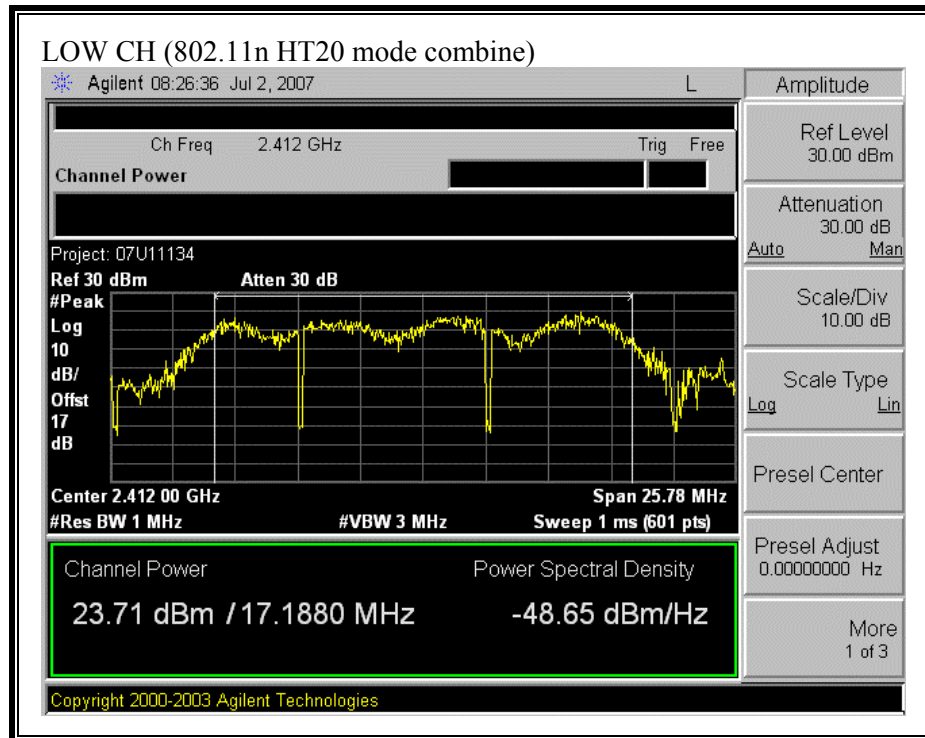 LOW CH (802.11n HT20 mode combine)
Agilent 08:26:36 Jul 2, 2007 L
Ch Freq 2.412 GHz Trig Free
Channel Power
Project: 07U11134
Ref 30 dBm Atten 30 dB
#Peak
Log
10
dB/
Offst
17
dB
Center 2.412 00 GHz Span 25.78 MHz
#Res BW 1 MHz #VBW 3 MHz Sweep 1 ms (601 pts)
Channel Power Power Spectral Density
23.71 dBm / 17.1880 MHz -48.65 dBm/Hz
Copyright 2000-2003 Agilent Technologies
Amplitude
Ref Level
30.00 dBm
Attenuation
30.00 dB
Auto Man
Scale/Div
10.00 dB
Scale Type
Log Lin
Presel Center
Presel Adjust
0.00000000 Hz
More
1 of 3